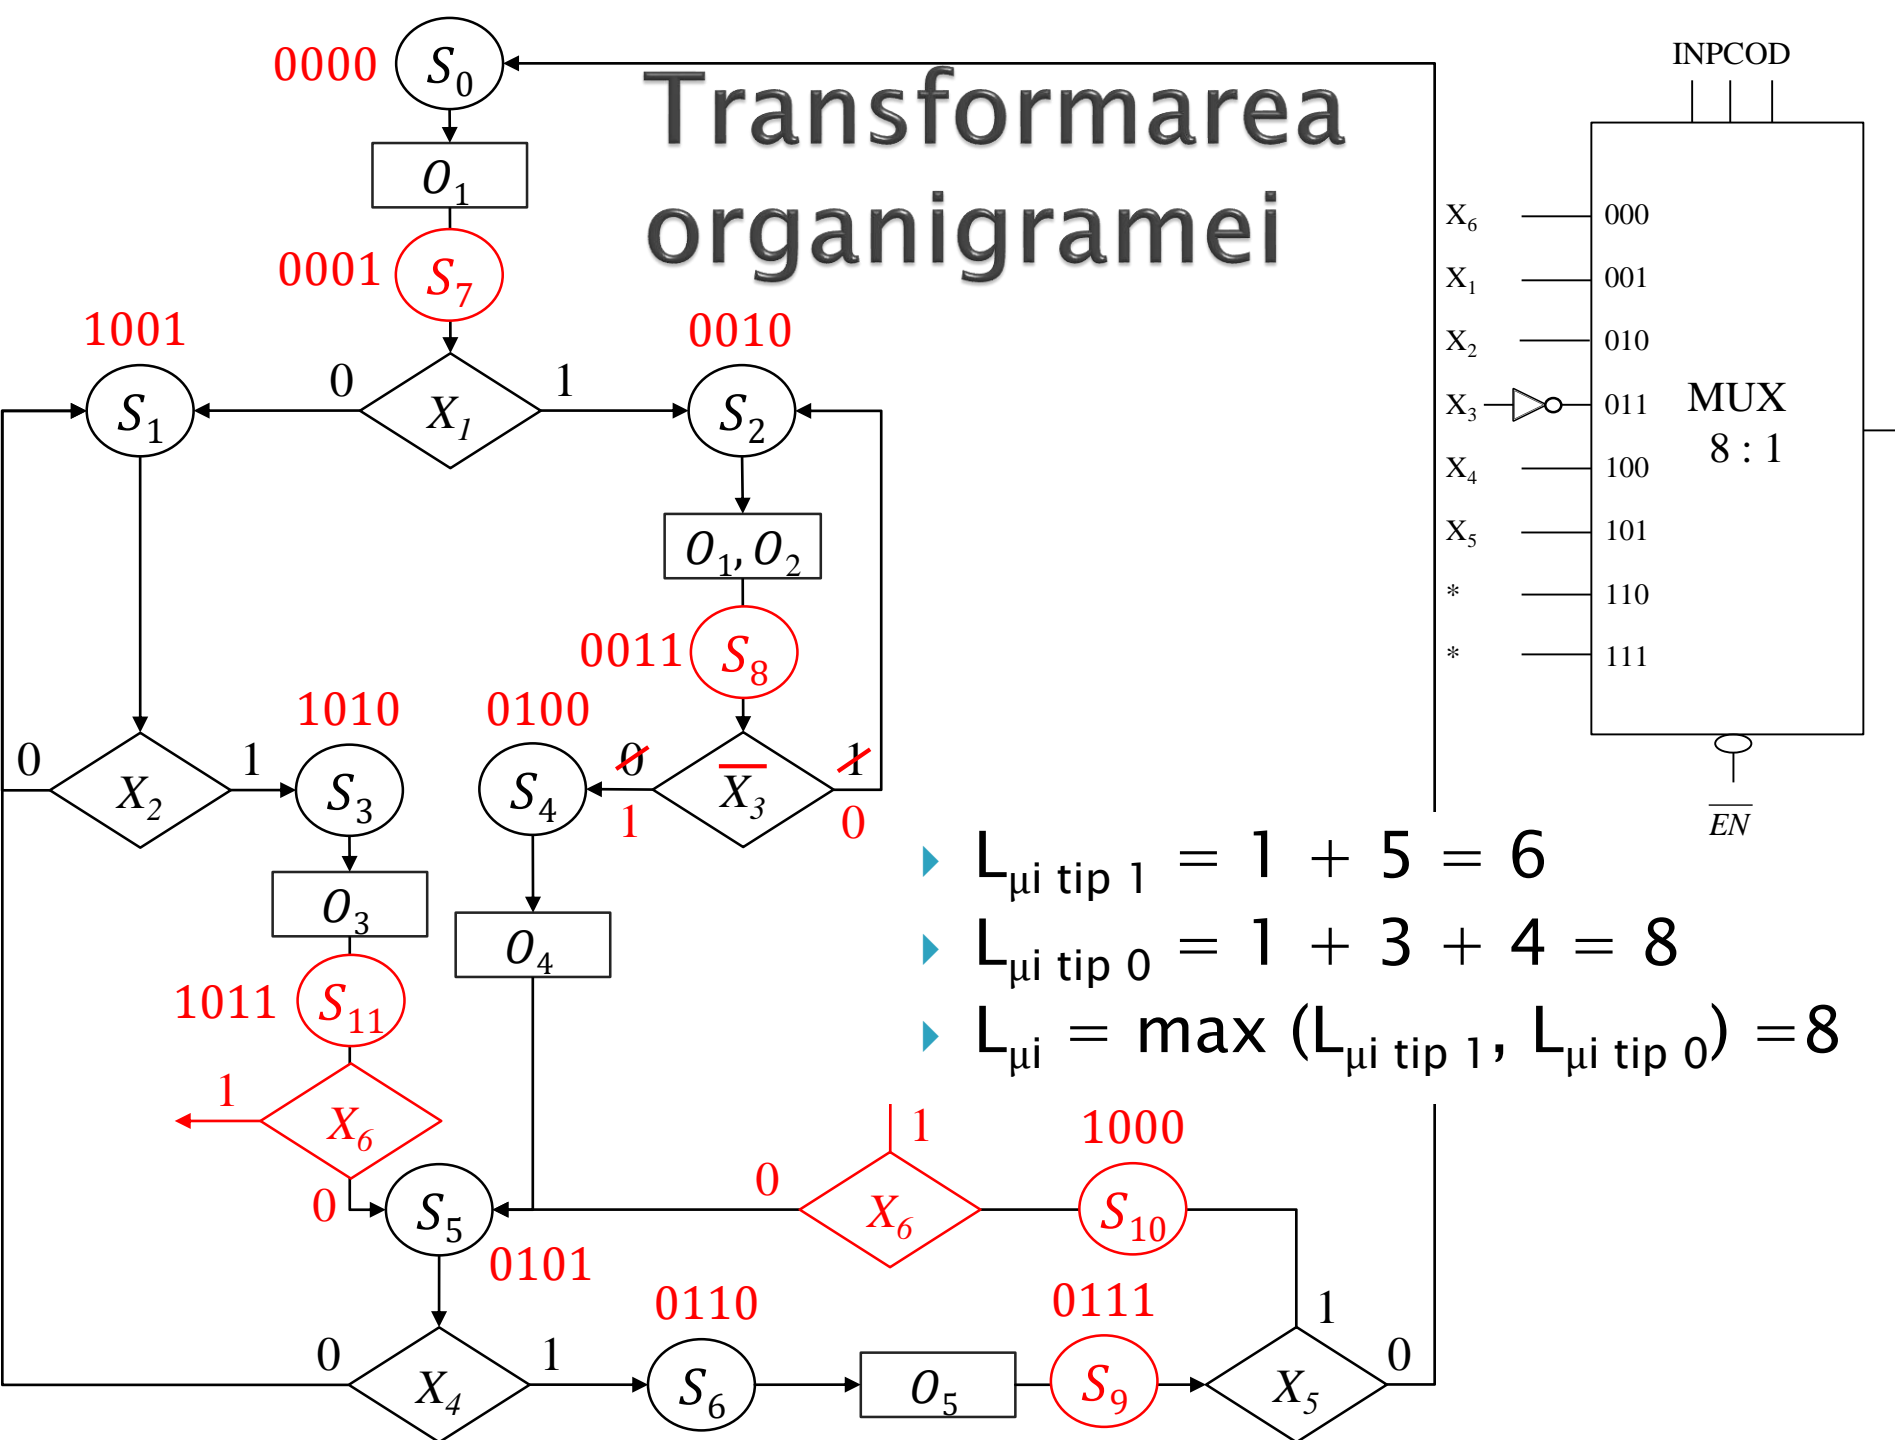 Transformarea
organigramei
0000
S0
O1
0001
S7
1001
0010
0
1
S1
X1
S2
O1, O2
0011
S8
1010
0100
0
1
0
1
X2
S3
S4
X3
1
0
O3
O4
1011
S11
1
X6
0
S5
0101
0
1
1000
X6
S10
0110
0111
0
1
1
0
X4
S6
O5
S9
X5
INPCOD
X6 000
X1 001
X2 010
X3 011
X4 100
X5 101
* 110
* 111
MUX
8 : 1
EN
Lμi tip 1 = 1 + 5 = 6
Lμi tip 0 = 1 + 3 + 4 = 8
Lμi = max (Lμi tip 1, Lμi tip 0) =8